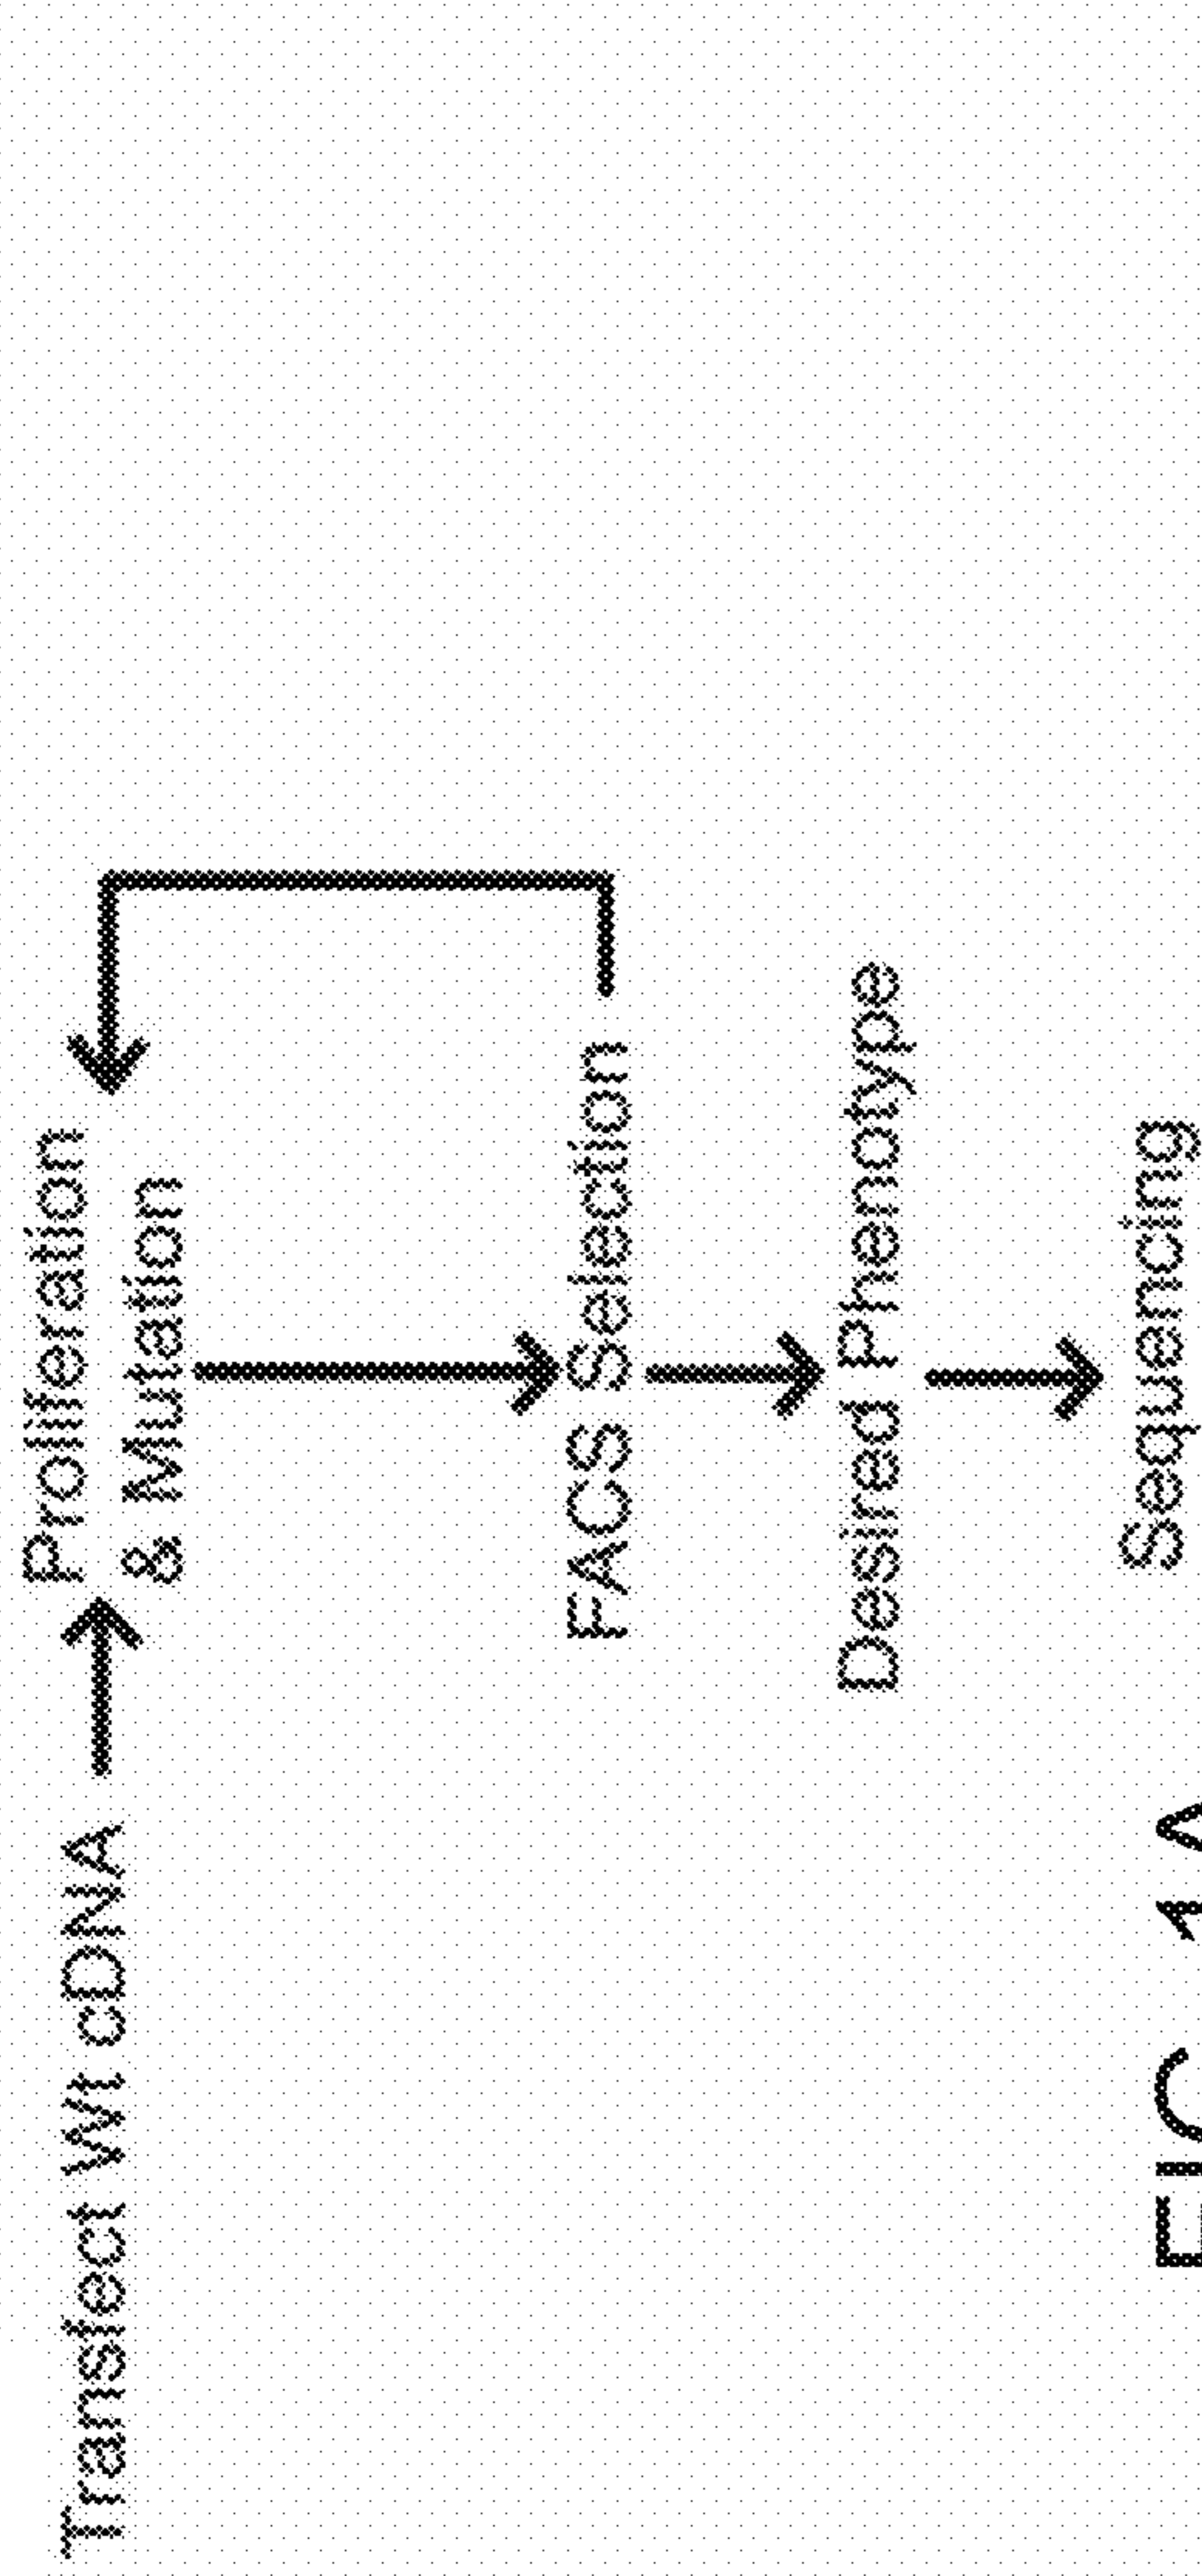 Transfect Wt cDNA
Proliferation
& Mutation
FACS Selection
Desired Phenotype
Sequencing
FIG. 1A